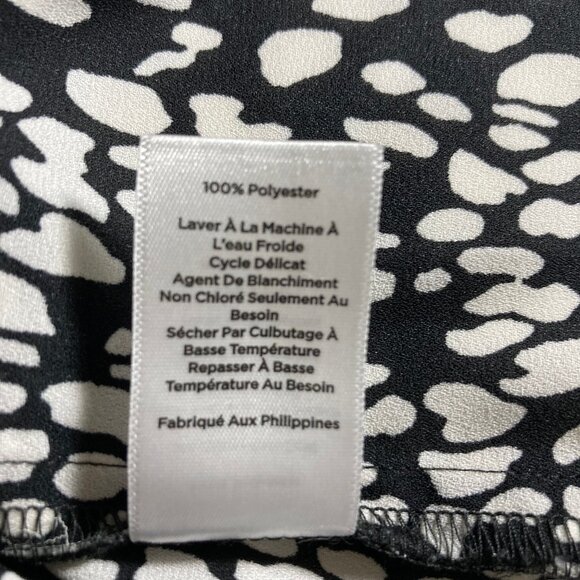 100% Polyester
Laver À La Machine À
L'eau Froide
Cycle Délicat
Agent De Blanchiment
Non Chloré Seulement Au
Besoin
Sécher Par Culbutage À
Basse Température
Repasser À Basse
Température Au Besoin
Fabriqué Aux Philippines